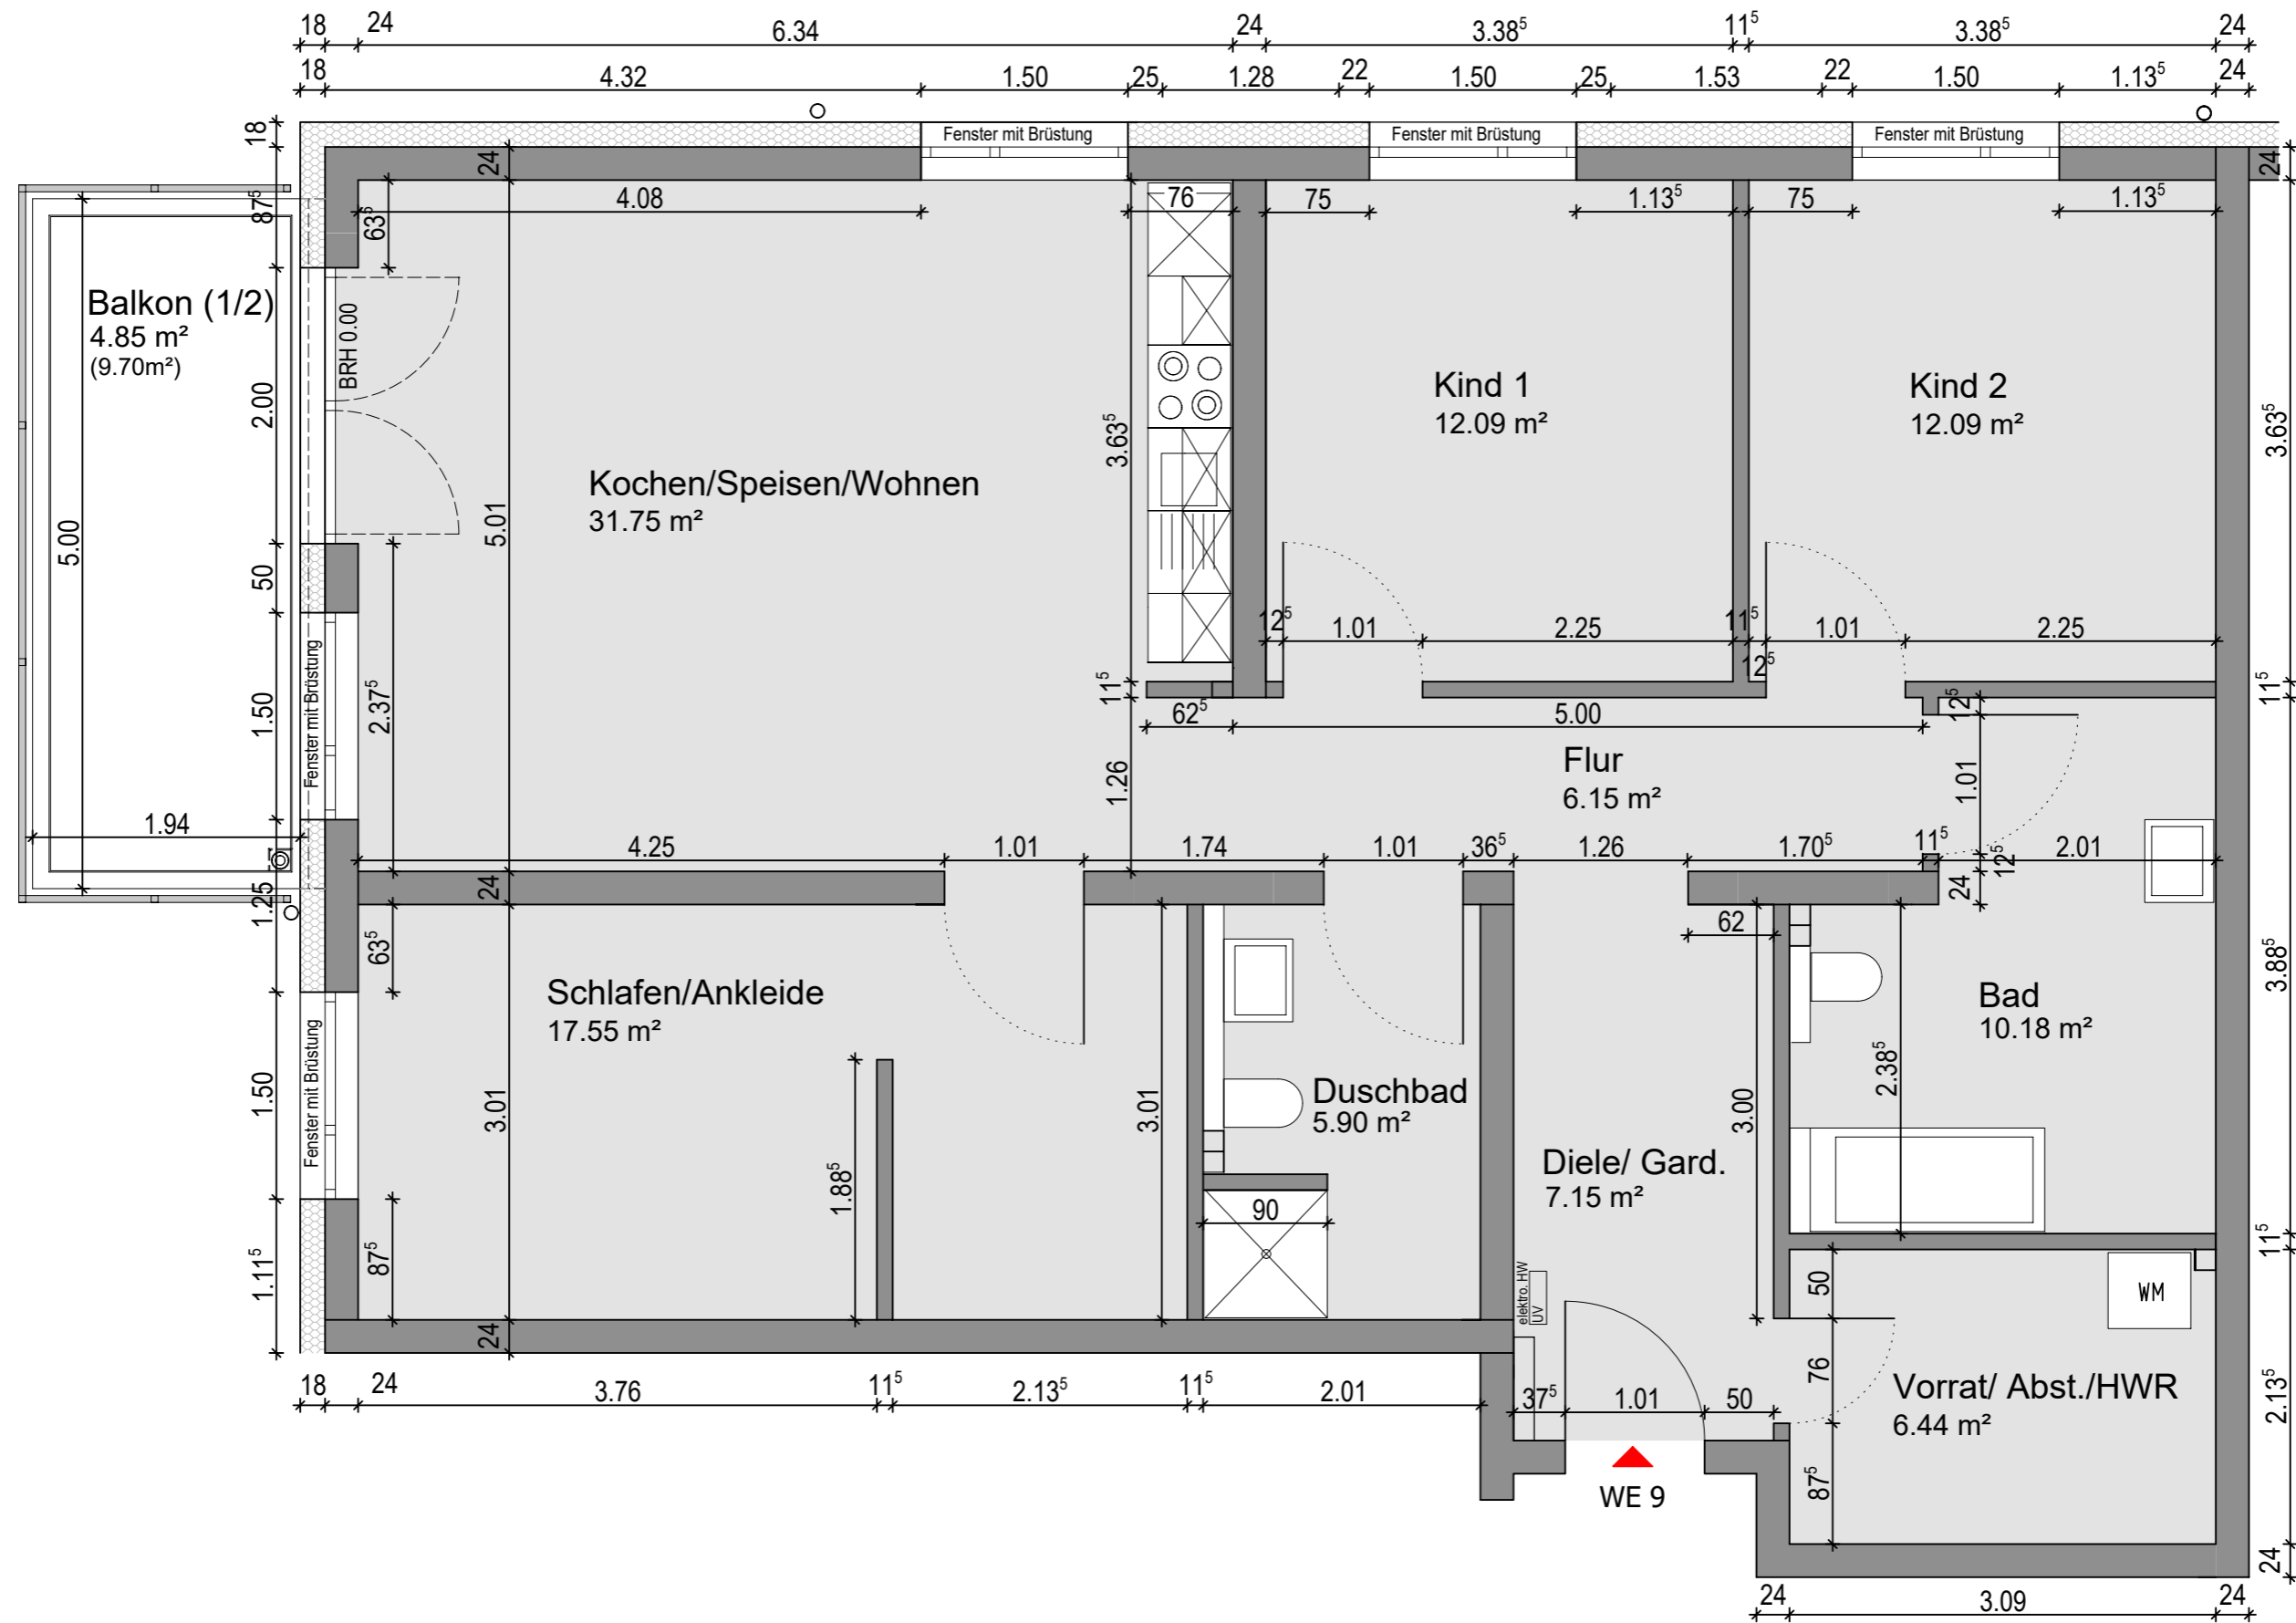 18 24 6.34 24 3.38⁵ 11⁵ 3.38⁵ 24
18 4.32 1.50 25 1.28 22 1.50 25 1.53 22 1.50 1.13⁵ 24
Fenster mit Brüstung Fenster mit Brüstung Fenster mit Brüstung
18 24 24
87⁵ 63⁵ 4.08 76 75 1.13⁵ 75 1.13⁵
Balkon (1/2)
4.85 m²
(9.70m²)
BRH 0.00
2.00
5.00
50
1.50
1.25
1.50
1.11⁵
Fenster mit Brüstung
Fenster mit Brüstung
1.94
2.37⁵
5.01
Kochen/Speisen/Wohnen
31.75 m²
3.63⁵
11⁵
1.26
Kind 1
12.09 m²
Kind 2
12.09 m²
3.63⁵
12⁵ 1.01 2.25 11⁵ 1.01 2.25
12⁵
11⁵
62⁵ 5.00
12⁵
1.01
Flur
6.15 m²
4.25 1.01 1.74 1.01 36⁵ 1.26 1.70⁵ 11⁵ 2.01
12⁵
24
24
62
63⁵
Schlafen/Ankleide
17.55 m²
3.01
3.01
1.88⁵
87⁵
24
Duschbad
5.90 m²
90
Diele/ Gard.
7.15 m²
3.00
elektro. HW
UV
Bad
10.18 m²
2.38⁵
3.88⁵
11⁵
50
WM
76
Vorrat/ Abst./HWR
6.44 m²
87⁵
2.13⁵
24
18 24 3.76 11⁵ 2.13⁵ 11⁵ 2.01
37⁵ 1.01 50
WE 9
24 3.09 24